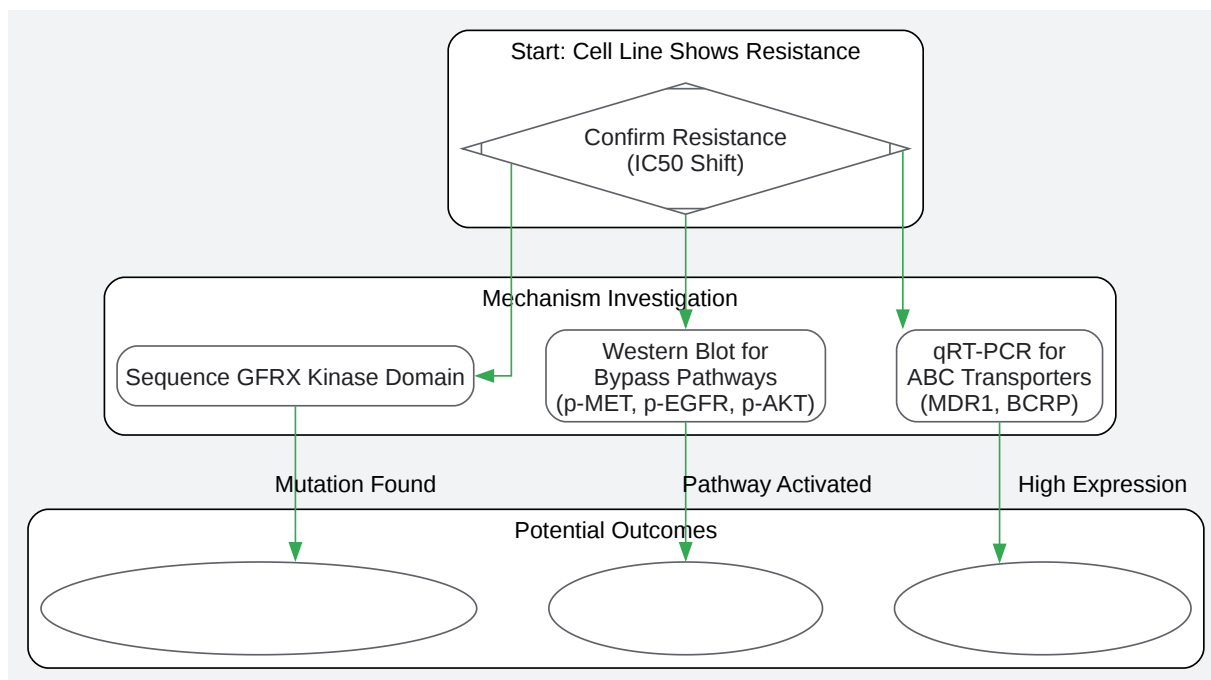 Start: Cell Line Shows Resistance
Confirm Resistance
(IC50 Shift)
Mechanism Investigation
Sequence GFRX Kinase Domain
Western Blot for
Bypass Pathways
(p-MET, p-EGFR, p-AKT)
qRT-PCR for
ABC Transporters
(MDR1, BCRP)
Mutation Found
Pathway Activated
High Expression
Potential Outcomes